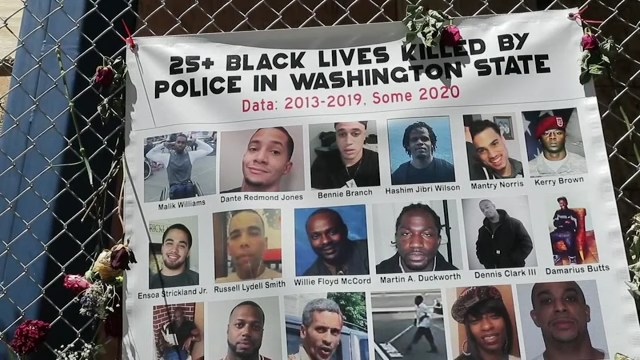 25+ BLACK LIVES KILLED BY
POLICE IN WASHINGTON STATE
Data: 2013-2019, Some 2020
Malik Williams
Dante Redmond Jones
Bennie Branch
Hashim Jibri Wilson
Mantry Norris
Kerry Brown
Ensoa Strickland Jr.
Russell Lydell Smith
Willie Floyd McCord
Martin A. Duckworth
Dennis Clark III
Damarius Butts